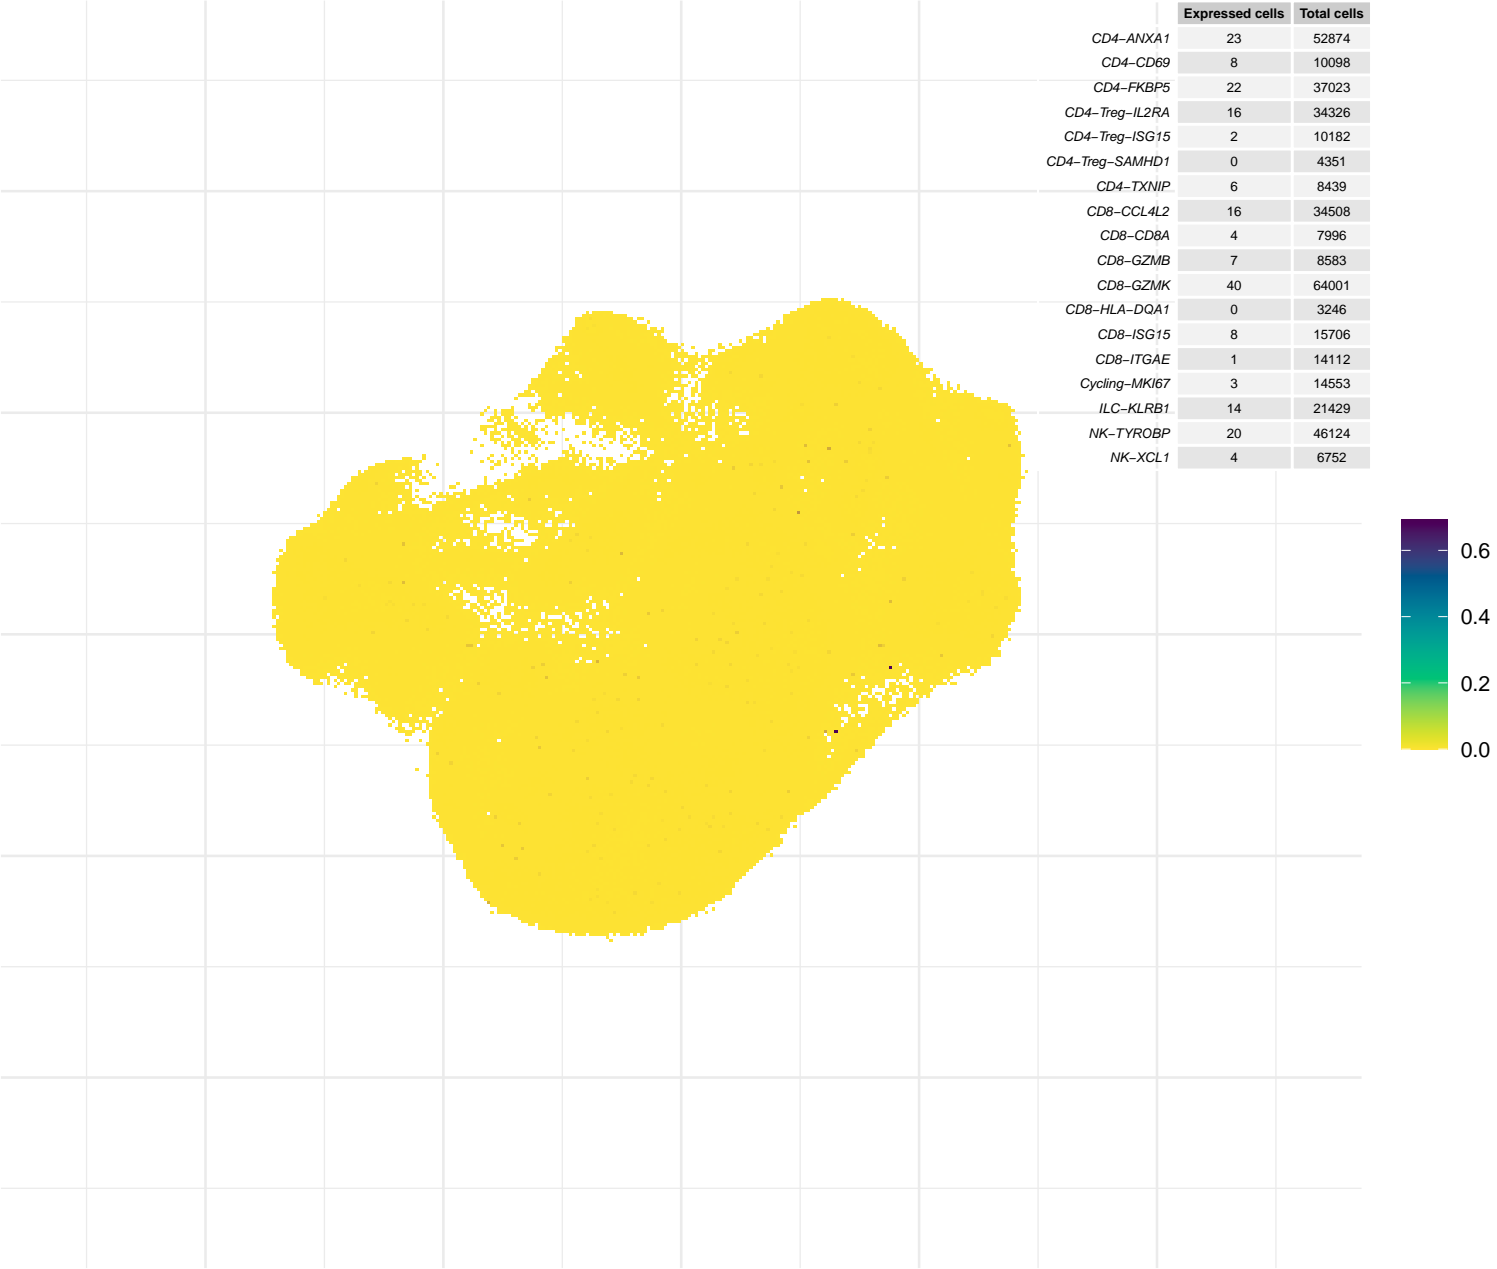 Expressed cells Total cells
CD4−ANXA1 23 52874
CD4−CD69 8 10098
CD4−FKBP5 22 37023
CD4−Treg−IL2RA 16 34326
CD4−Treg−ISG15 2 10182
CD4−Treg−SAMHD1 0 4351
CD4−TXNIP 6 8439
CD8−CCL4L2 16 34508
CD8−CD8A 4 7996
CD8−GZMB 7 8583
CD8−GZMK 40 64001
CD8−HLA−DQA1 0 3246
CD8−ISG15 8 15706
CD8−ITGAE 1 14112
Cycling−MKI67 3 14553
ILC−KLRB1 14 21429
NK−TYROBP 20 46124
NK−XCL1 4 6752
0.6
0.4
0.2
0.0